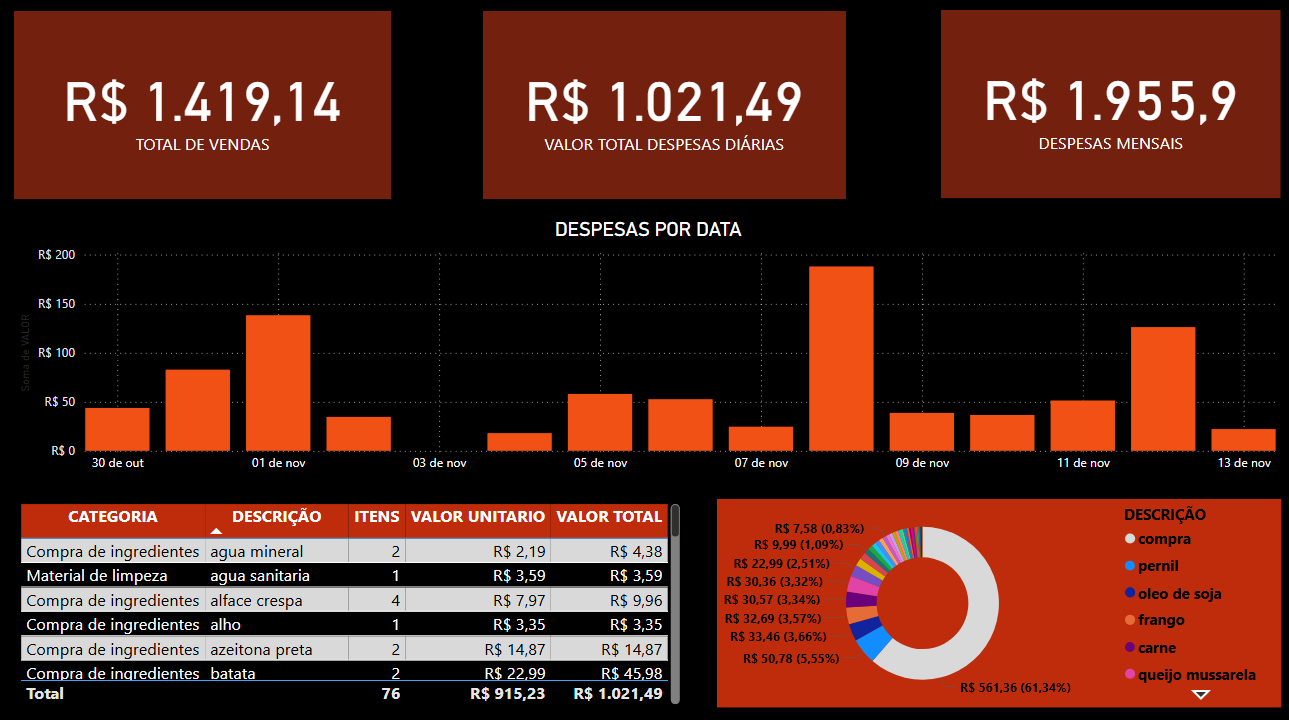 R$ 1.419,14
TOTAL DE VENDAS
R$ 1.021,49
VALOR TOTAL DESPESAS DIÁRIAS
R$ 1.955,9
DESPESAS MENSAIS
DESPESAS POR DATA
Soma de VALOR
R$ 200
R$ 150
R$ 100
R$ 50
R$ 0
30 de out 01 de nov 03 de nov 05 de nov 07 de nov 09 de nov 11 de nov 13 de nov
CATEGORIA DESCRIÇÃO ITENS VALOR UNITARIO VALOR TOTAL
Compra de ingredientes agua mineral 2 R$ 2,19 R$ 4,38
Material de limpeza agua sanitaria 1 R$ 3,59 R$ 3,59
Compra de ingredientes alface crespa 4 R$ 7,97 R$ 9,96
Compra de ingredientes alho 1 R$ 3,35 R$ 3,35
Compra de ingredientes azeitona preta 2 R$ 14,87 R$ 14,87
Compra de ingredientes batata 2 R$ 22,99 R$ 45,98
Total 76 R$ 915,23 R$ 1.021,49
R$ 7,58 (0,83%)
R$ 9,99 (1,09%)
R$ 22,99 (2,51%)
R$ 30,36 (3,32%)
R$ 30,57 (3,34%)
R$ 32,69 (3,57%)
R$ 33,46 (3,66%)
R$ 50,78 (5,55%)
R$ 561,36 (61,34%)
DESCRIÇÃO
compra
pernil
oleo de soja
frango
carne
queijo mussarela